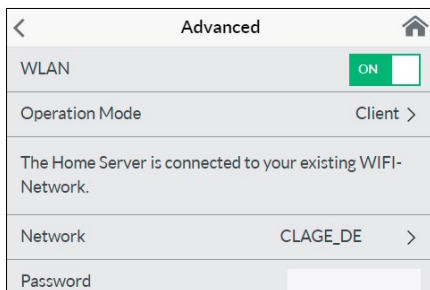 Advanced
WLAN ON
Operation Mode Client
The Home Server is connected to your existing WIFI-
Network.
Network CLAGE_DE
Password